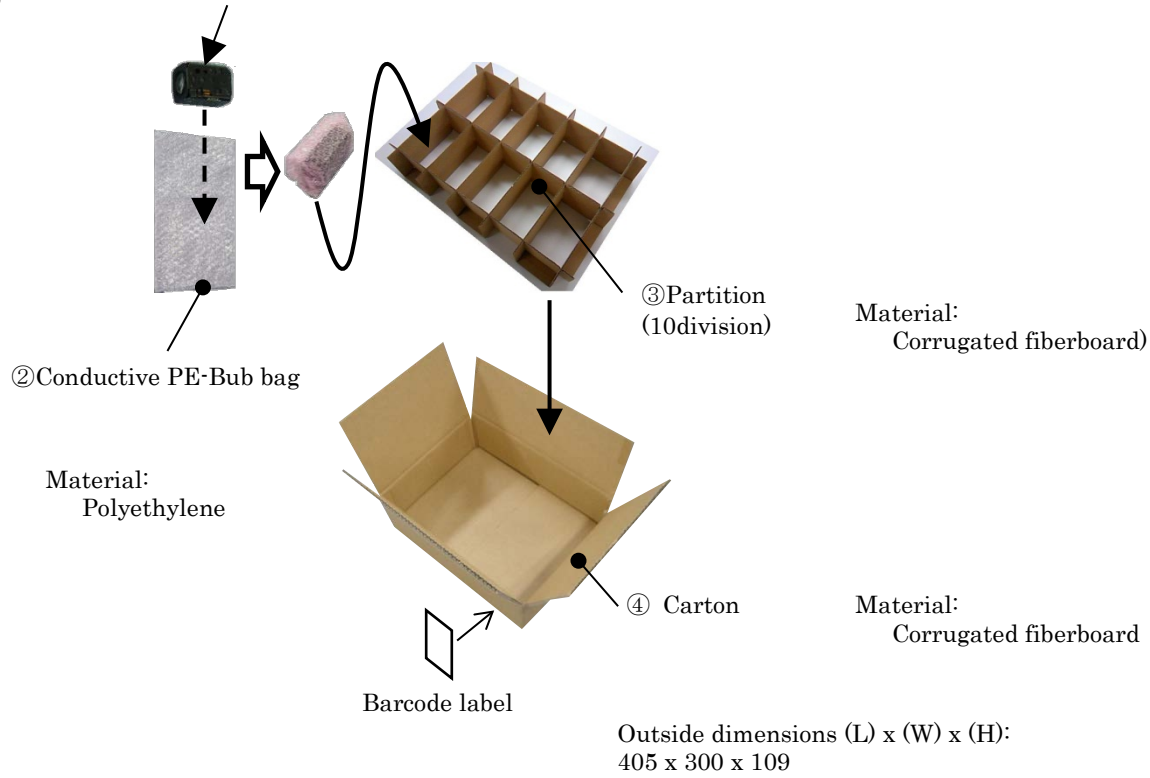 ③Partition
(10division)
Material:
Corrugated fiberboard)
②Conductive PE-Bub bag
Material:
Polyethylene
④ Carton
Material:
Corrugated fiberboard
Barcode label
Outside dimensions (L) x (W) x (H):
405 x 300 x 109